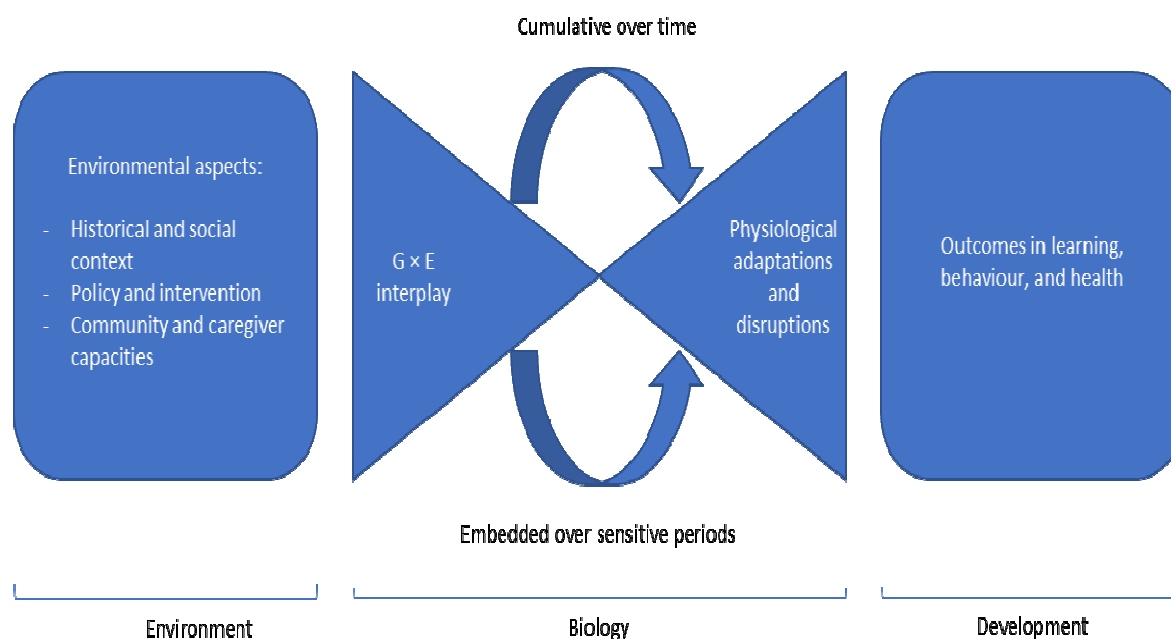 Cumulative over time
Environmental aspects:
- Historical and social
context
- Policy and intervention
- Community and caregiver
capacities
G × E
interplay
Physiological
adaptations
and
disruptions
Outcomes in learning,
behaviour, and health
Embedded over sensitive periods
Environment
Biology
Development